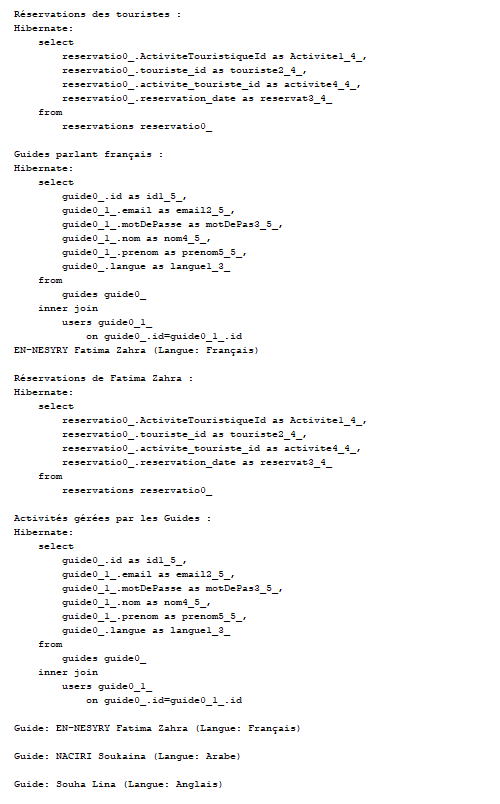 Réservations des touristes :
Hibernate:
    select
        reservatio0_.ActiviteTouristiqueId as Activite1_4_,
        reservatio0_.touriste_id as touriste2_4_,
        reservatio0_.activite_touriste_id as activite4_4_,
        reservatio0_.reservation_date as reservat3_4_
    from
        reservations reservatio0_

Guides parlant français :
Hibernate:
    select
        guide0_.id as id1_5_,
        guide0_1_.email as email2_5_,
        guide0_1_.motDePasse as motDePas3_5_,
        guide0_1_.nom as nom4_5_,
        guide0_1_.prenom as prenom5_5_,
        guide0_.langue as langue1_3_
    from
        guides guide0_
    inner join
        users guide0_1_
            on guide0_.id=guide0_1_.id
EN-NESYRY Fatima Zahra (Langue: Français)

Réservations de Fatima Zahra :
Hibernate:
    select
        reservatio0_.ActiviteTouristiqueId as Activite1_4_,
        reservatio0_.touriste_id as touriste2_4_,
        reservatio0_.activite_touriste_id as activite4_4_,
        reservatio0_.reservation_date as reservat3_4_
    from
        reservations reservatio0_

Activités gérées par les Guides :
Hibernate:
    select
        guide0_.id as id1_5_,
        guide0_1_.email as email2_5_,
        guide0_1_.motDePasse as motDePas3_5_,
        guide0_1_.nom as nom4_5_,
        guide0_1_.prenom as prenom5_5_,
        guide0_.langue as langue1_3_
    from
        guides guide0_
    inner join
        users guide0_1_
            on guide0_.id=guide0_1_.id

Guide: EN-NESYRY Fatima Zahra (Langue: Français)

Guide: NACIRI Soukaina (Langue: Arabe)

Guide: Souha Lina (Langue: Anglais)